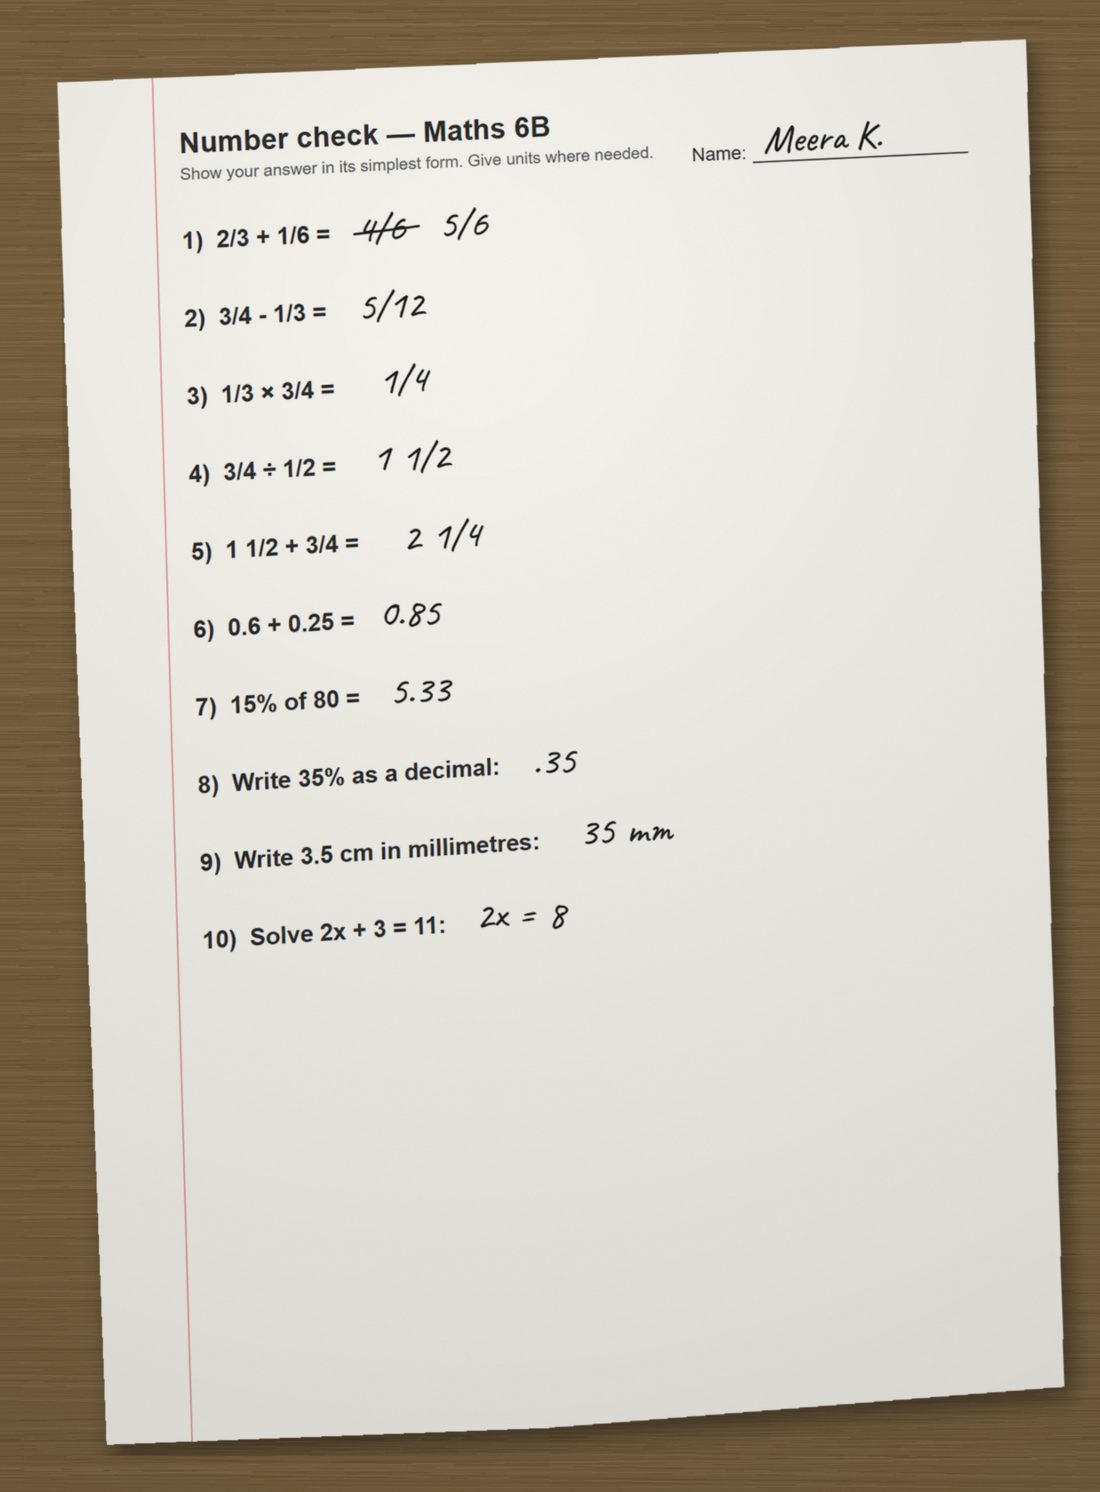 Number check — Maths 6B
Show your answer in its simplest form. Give units where needed.
Name: Meera K.
1) 2/3 + 1/6 = 4/6 5/6
2) 3/4 - 1/3 = 5/12
3) 1/3 × 3/4 = 1/4
4) 3/4 ÷ 1/2 = 1 1/2
5) 1 1/2 + 3/4 = 2 1/4
6) 0.6 + 0.25 = 0.85
7) 15% of 80 = 5.33
8) Write 35% as a decimal: .35
9) Write 3.5 cm in millimetres: 35 mm
10) Solve 2x + 3 = 11: 2x = 8